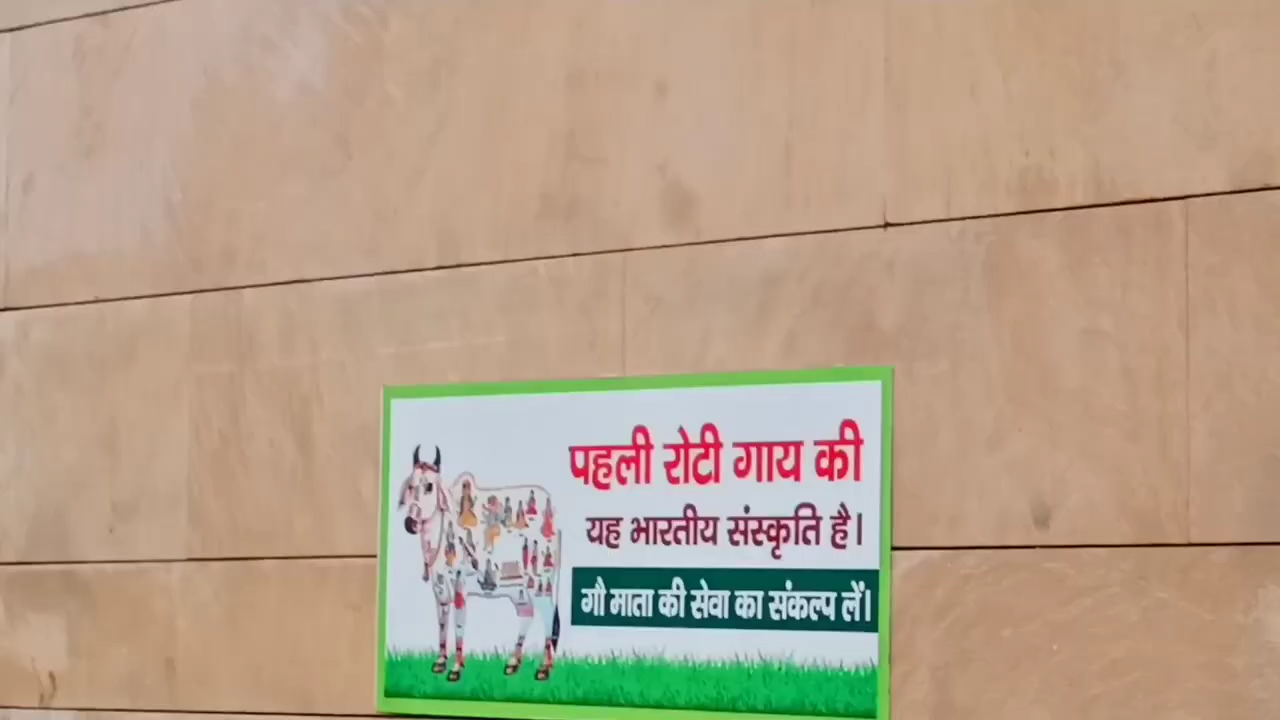 पहली रोटी गाय की
यह भारतीय संस्कृति है।
गौ माता की सेवा का संकल्प लें।